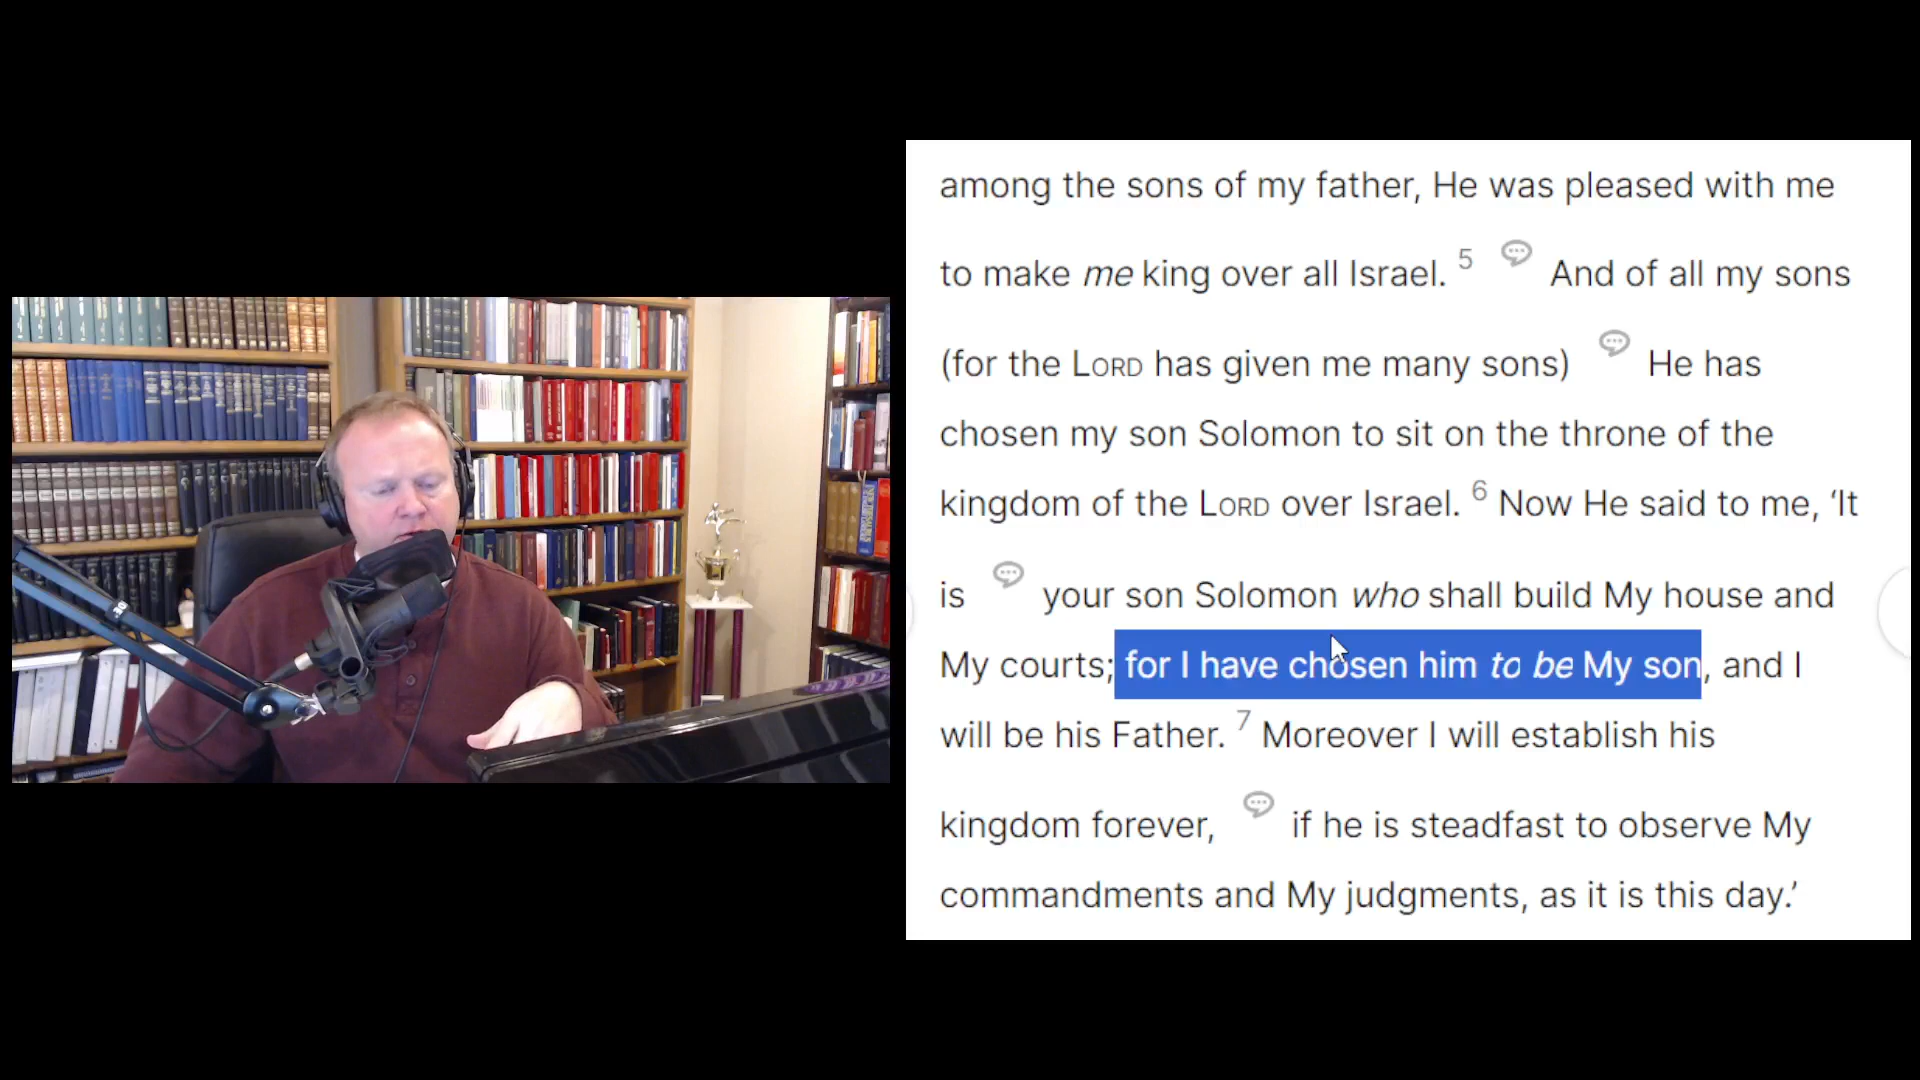 among the sons of my father, He was pleased with me
to make me king over all Israel. 5 And of all my sons
(for the LORD has given me many sons) He has
chosen my son Solomon to sit on the throne of the
kingdom of the LORD over Israel. 6 Now He said to me, ‘It
is your son Solomon who shall build My house and
My courts; for I have chosen him to be My son, and I
will be his Father. 7 Moreover I will establish his
kingdom forever, if he is steadfast to observe My
commandments and My judgments, as it is this day.’